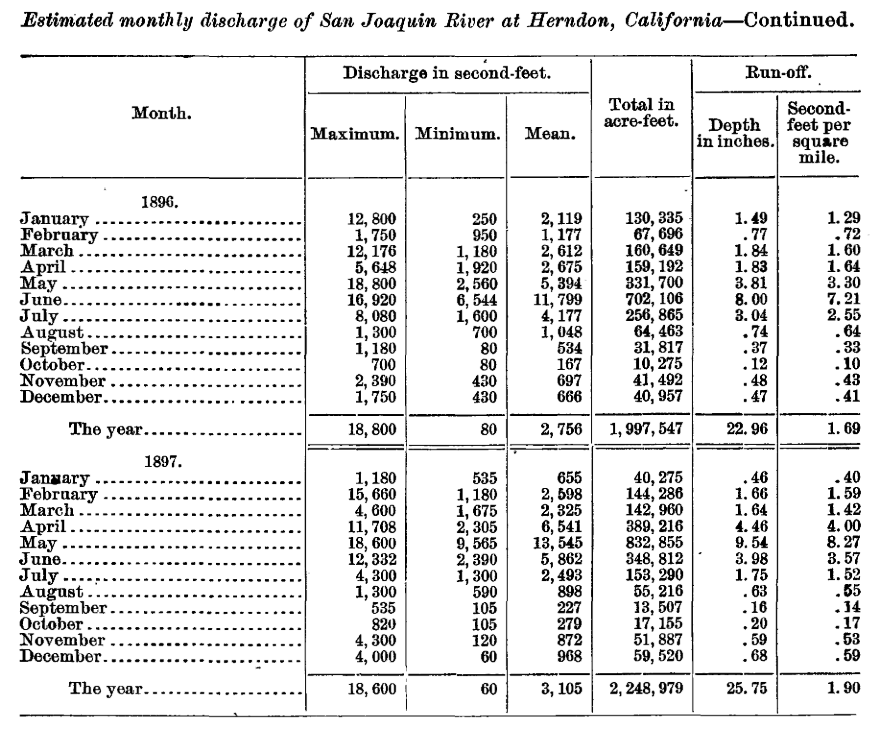 Estimated monthly discharge of San Joaquin River at Herndon, California—Continued.
Month. Discharge in second-feet. Total in acre-feet. Run-off.
Maximum. Minimum. Mean. Depth in inches. Second-feet per square mile.
1896.
January 12,800 250 2,119 130,335 1.49 1.29
February 1,750 950 1,177 67,696 .77 .72
March 12,176 1,180 2,612 160,649 1.84 1.60
April 5,648 1,920 2,675 159,192 1.83 1.64
May 18,800 2,560 5,394 331,700 3.81 3.30
June 16,920 6,544 11,799 702,106 8.00 7.21
July 8,080 1,600 4,177 256,865 3.04 2.55
August 1,300 700 1,048 64,463 .74 .64
September 1,180 80 534 31,817 .37 .33
October 700 80 167 10,275 .12 .10
November 2,390 430 697 41,492 .48 .43
December 1,750 430 666 40,957 .47 .41
The year 18,800 80 2,756 1,997,547 22.96 1.69
1897.
January 1,180 535 655 40,275 .46 .40
February 15,660 1,180 2,598 144,286 1.66 1.59
March 4,600 1,675 2,325 142,960 1.64 1.42
April 11,708 2,305 6,541 389,216 4.46 4.00
May 18,600 9,565 13,545 832,855 9.54 8.27
June 12,332 2,390 5,862 348,812 3.98 3.57
July 4,300 1,300 2,493 153,290 1.75 1.52
August 1,300 590 898 55,216 .63 .55
September 535 105 227 13,507 .16 .14
October 820 105 279 17,155 .20 .17
November 4,300 120 872 51,887 .59 .53
December 4,000 60 968 59,520 .68 .59
The year 18,600 60 3,105 2,248,979 25.75 1.90